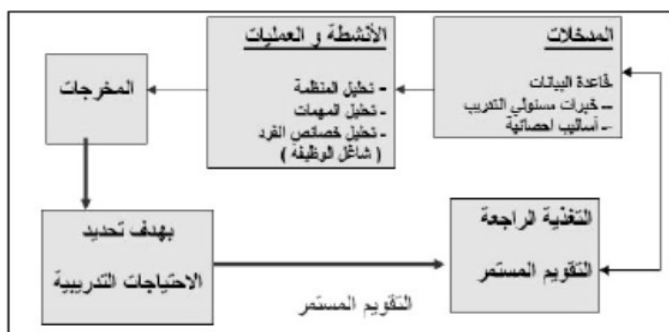 المدخلات
قاعدة البيانات
-- خبرات مسئولي التدريب
-- أساليب احصائية
الأنشطة و العمليات
- تحليل المنظمة
- تحليل المهمات
- تحليل خصائص الفرد
( شاغل الوظيفة )
المخرجات
بهدف تحديد
الاحتياجات التدريبية
التقويم المستمر
التغذية الراجعة
التقويم المستمر